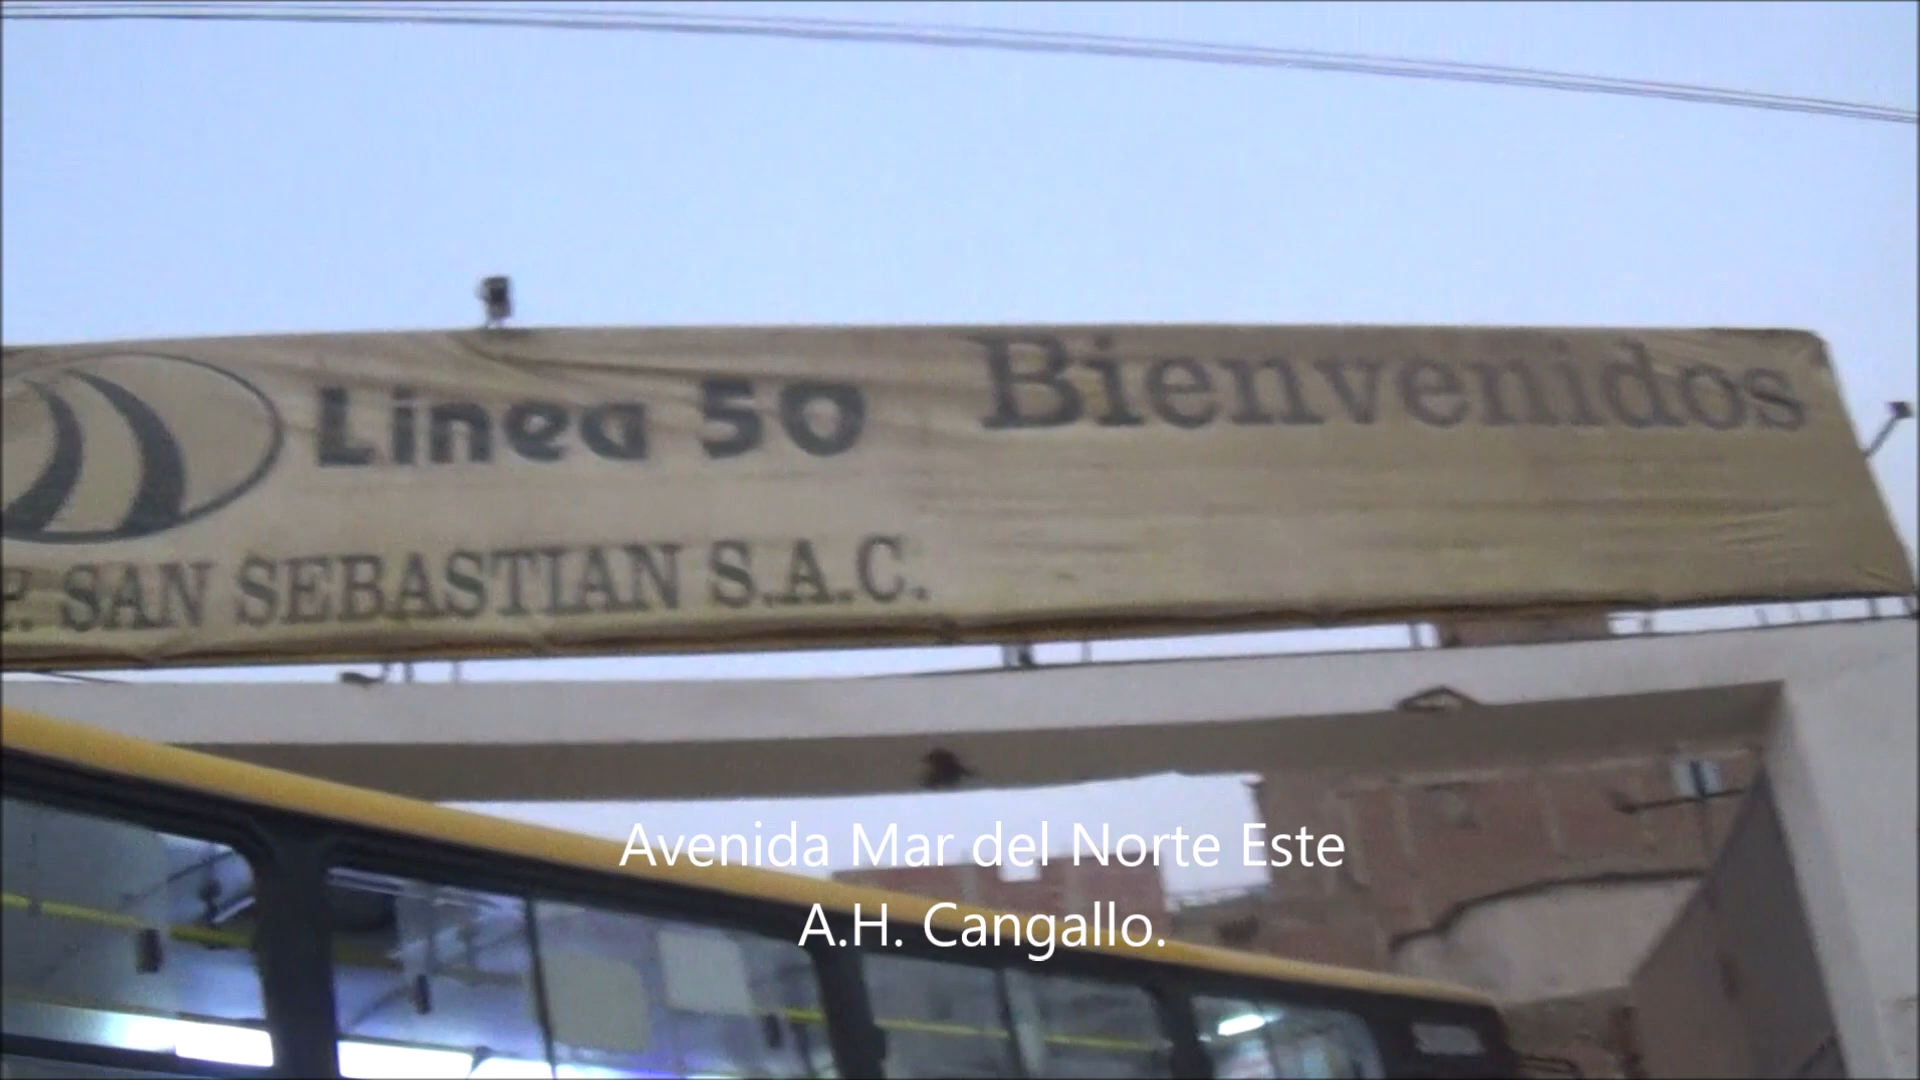 Linea 50
Bienvenidos
SAN SEBASTIAN S.A.C.
Avenida Mar del Norte Este
A.H. Cangallo.